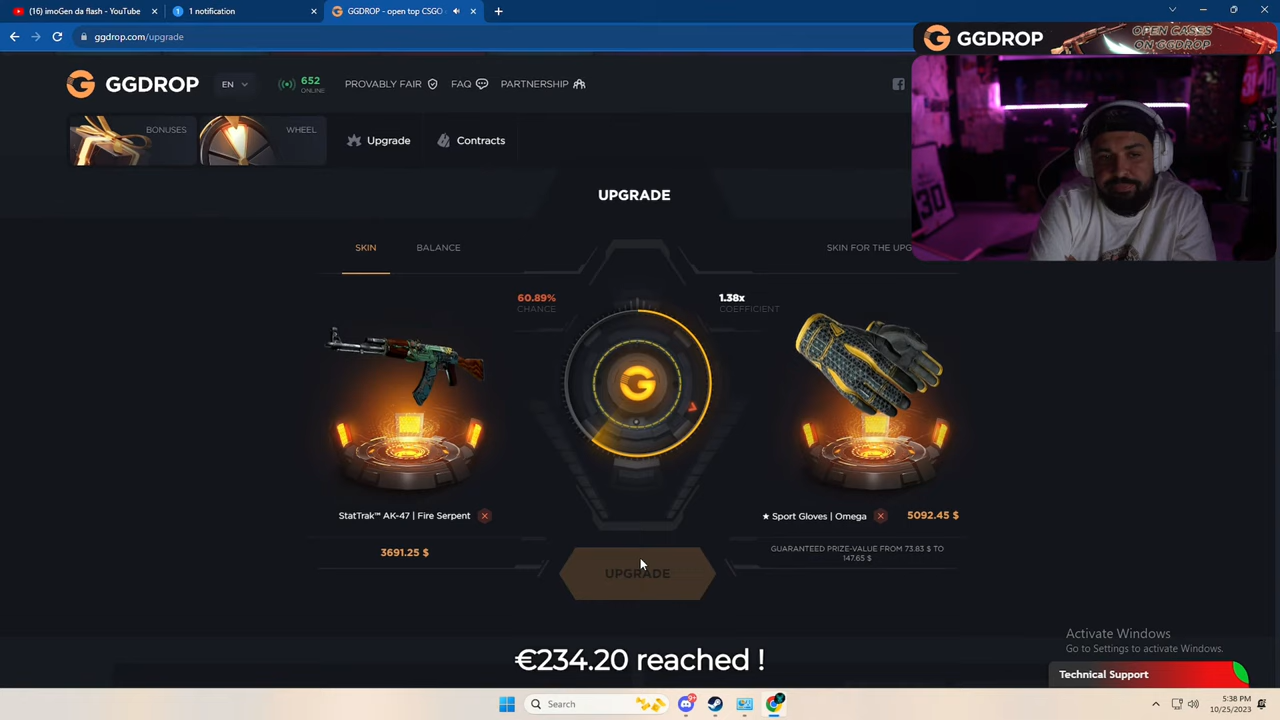 (10) imoGen da flash - YouTube
1 notification
GGDROP - open top CSGO
ggdrop.com/upgrade
GGDROP
OPEN CASES
ON GGDROP
GGDROP
EN
652
ONLINE
PROVABLY FAIR
FAQ
PARTNERSHIP
BONUSES
WHEEL
Upgrade
Contracts
30
UPGRADE
SKIN
BALANCE
SKIN FOR THE UPG
60.89%
CHANCE
1.38x
COEFFICIENT
StatTrak™ AK-47 | Fire Serpent
★ Sport Gloves | Omega
5092.45 $
3691.25 $
GUARANTEED PRIZE-VALUE FROM 73.83 $ TO
147.65 $
UPGRADE
Activate Windows
Go to Settings to activate Windows.
€234.20 reached !
Technical Support
Search
9+
5:38 PM
10/25/2023